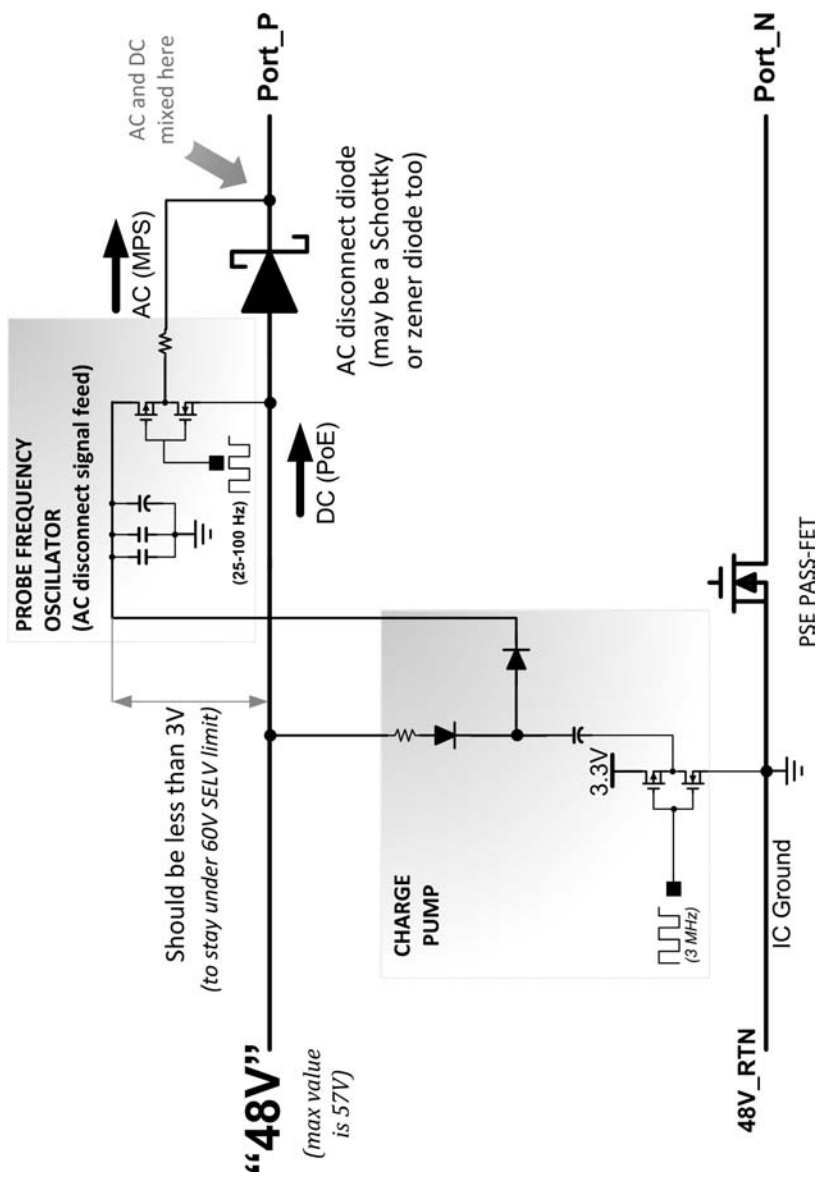 PROBE FREQUENCY
OSCILLATOR
(AC disconnect signal feed)
(25-100 Hz)
AC (MPS)
AC and DC
mixed here
Should be less than 3V
(to stay under 60V SELV limit)
“48V”
(max value
is 57V)
DC (PoE)
Port_P
AC disconnect diode
(may be a Schottky
or zener diode too)
CHARGE
PUMP
3.3V
(3 MHz)
48V_RTN
IC Ground
PSE PASS-FET
Port_N